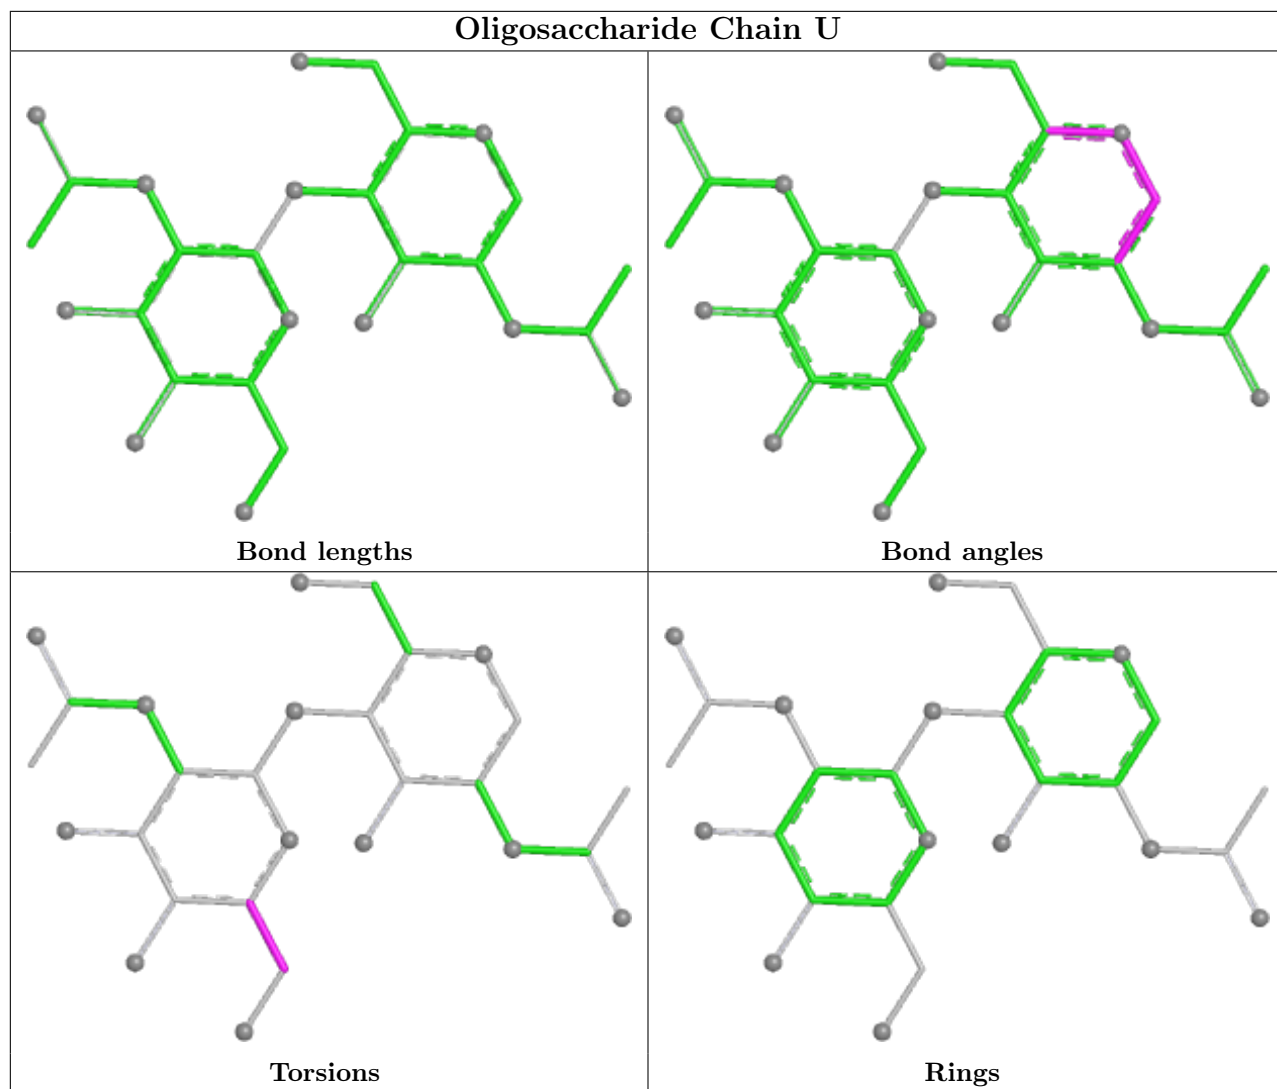 Oligosaccharide Chain U
Bond lengths
Bond angles
Torsions
Rings